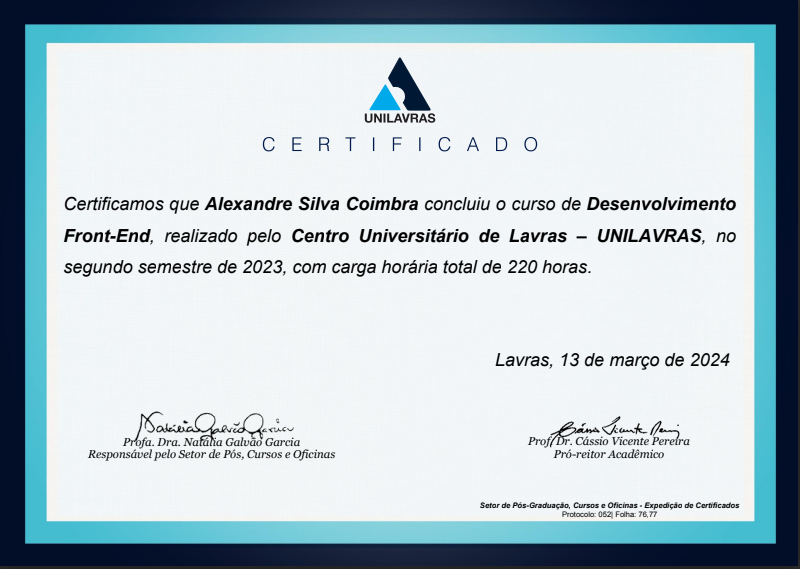 UNILAVRAS
CERTIFICADO
Certificamos que Alexandre Silva Coimbra concluiu o curso de Desenvolvimento
Front-End, realizado pelo Centro Universitário de Lavras – UNILAVRAS, no
segundo semestre de 2023, com carga horária total de 220 horas.
Lavras, 13 de março de 2024
Natália Galvão Garcia
Profa. Dra. Natália Galvão Garcia
Responsável pelo Setor de Pós, Cursos e Oficinas
Cássio Vicente Pereira
Prof. Dr. Cássio Vicente Pereira
Pró-reitor Acadêmico
Setor de Pós-Graduação, Cursos e Oficinas - Expedição de Certificados
Protocolo: 052| Folha: 76,77